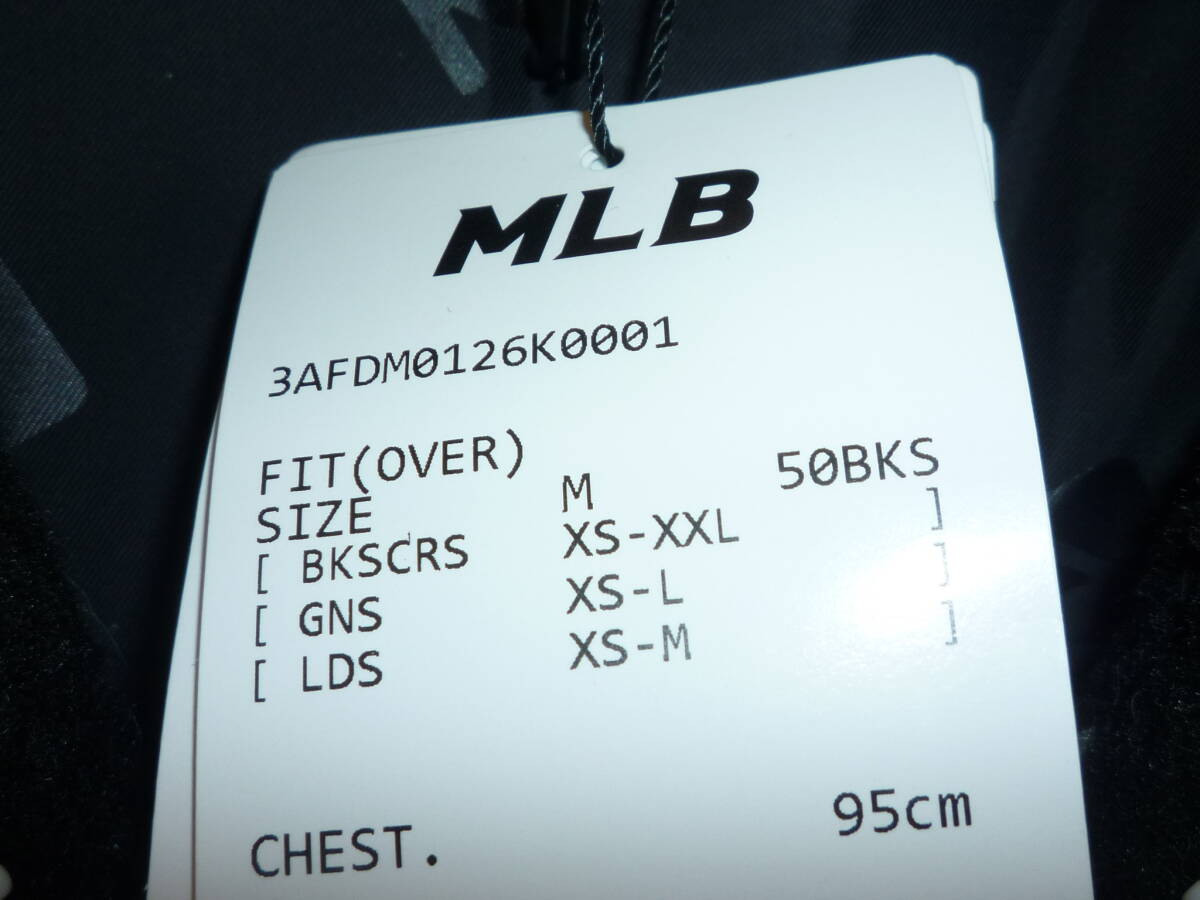 MLB
3AFDM0126K0001
FIT(OVER)
SIZE M 50BKS
[ BKSCRS XS-XXL ]
[ GNS XS-L ]
[ LDS XS-M ]
CHEST. 95cm